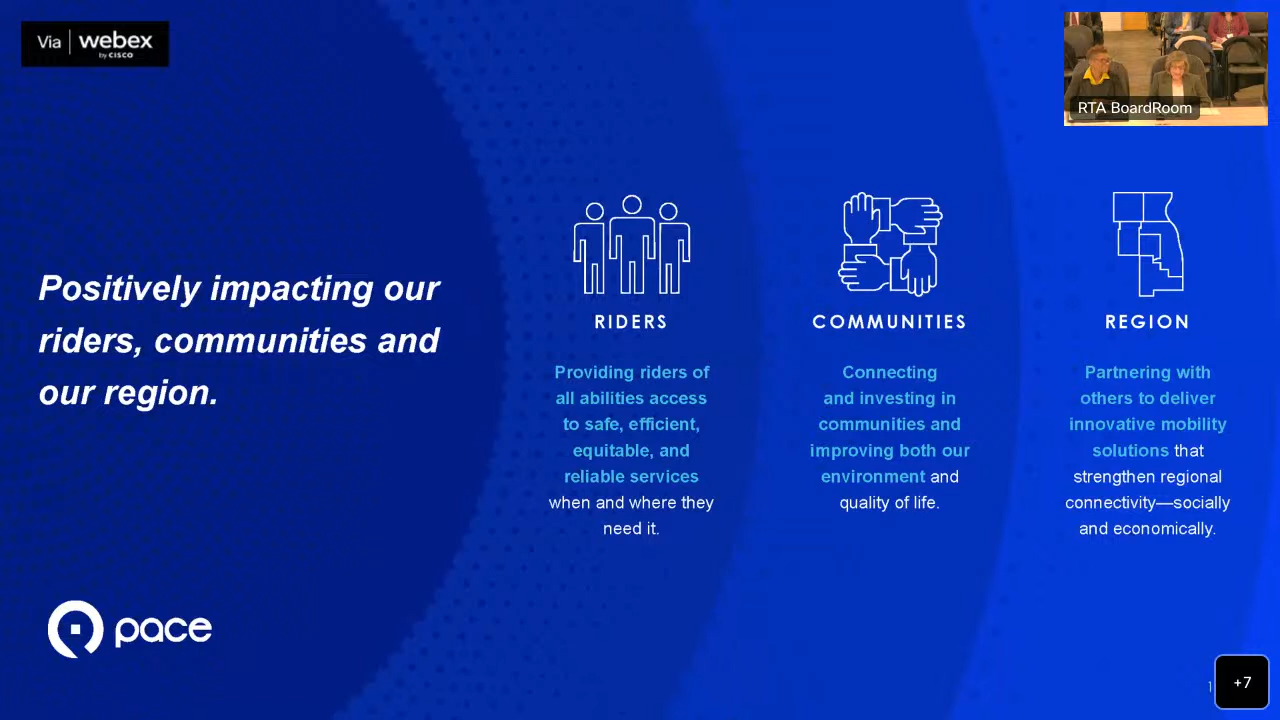 Via | webex
by CISCO
RTA BoardRoom
Positively impacting our
riders, communities and
our region.
RIDERS
Providing riders of
all abilities access
to safe, efficient,
equitable, and
reliable services
when and where they
need it.
COMMUNITIES
Connecting
and investing in
communities and
improving both our
environment and
quality of life.
REGION
Partnering with
others to deliver
innovative mobility
solutions that
strengthen regional
connectivity—socially
and economically.
pace
+7